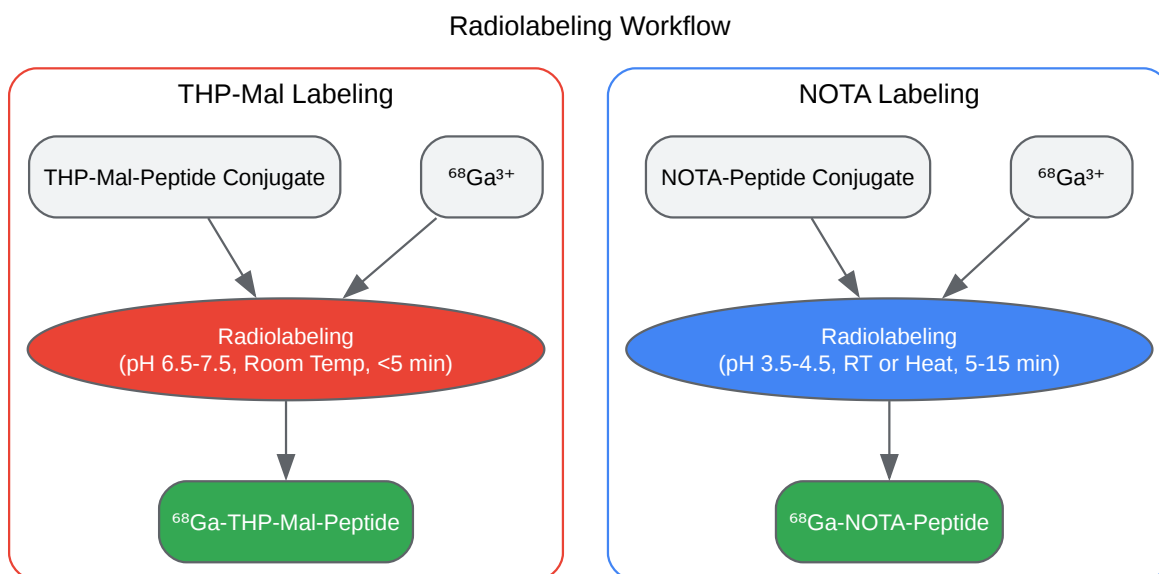 Radiolabeling Workflow
THP-Mal Labeling
THP-Mal-Peptide Conjugate
⁶⁸Ga³⁺
Radiolabeling
(pH 6.5-7.5, Room Temp, <5 min)
⁶⁸Ga-THP-Mal-Peptide
NOTA Labeling
NOTA-Peptide Conjugate
⁶⁸Ga³⁺
Radiolabeling
(pH 3.5-4.5, RT or Heat, 5-15 min)
⁶⁸Ga-NOTA-Peptide